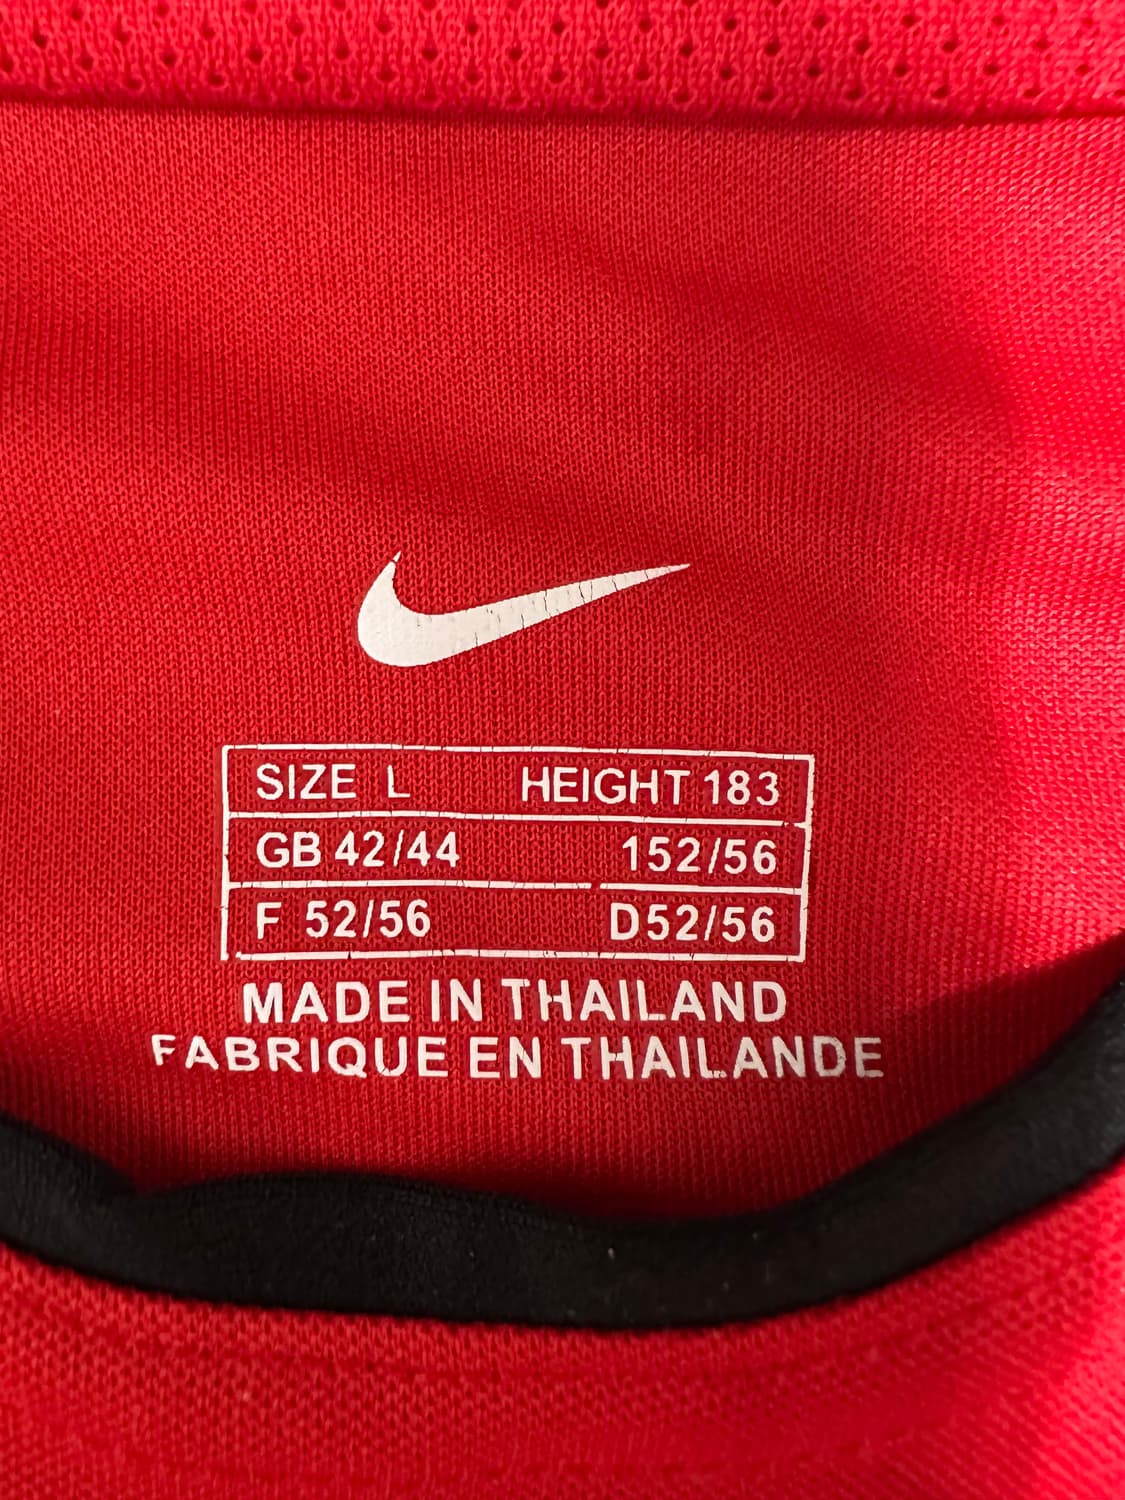 SIZE L HEIGHT 183
GB 42/44 152/56
F 52/56 D52/56
MADE IN THAILAND
FABRIQUE EN THAILANDE